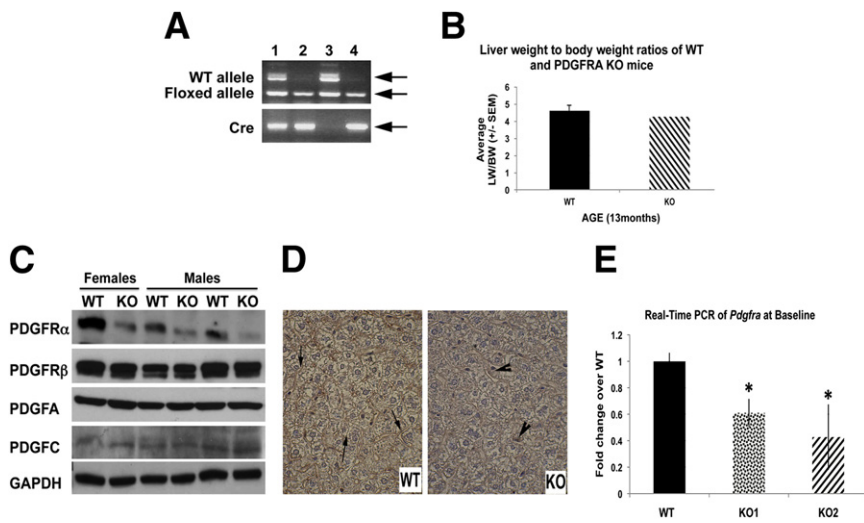 A
1 2 3 4
WT allele
Floxed allele
Cre
B
Liver weight to body weight ratios of WT
and PDGFRA KO mice
Average
LW/BW (+/- SEM)
6
5
4
3
2
1
0
WT KO
AGE (13months)
C
Females Males
WT KO WT KO WT KO
PDGFRα
PDGFRβ
PDGFA
PDGFC
GAPDH
D
WT
KO
E
Real-Time PCR of Pdgfra at Baseline
Fold change over WT
1.2
1
0.8
0.6
0.4
0.2
0
* *
WT KO1 KO2